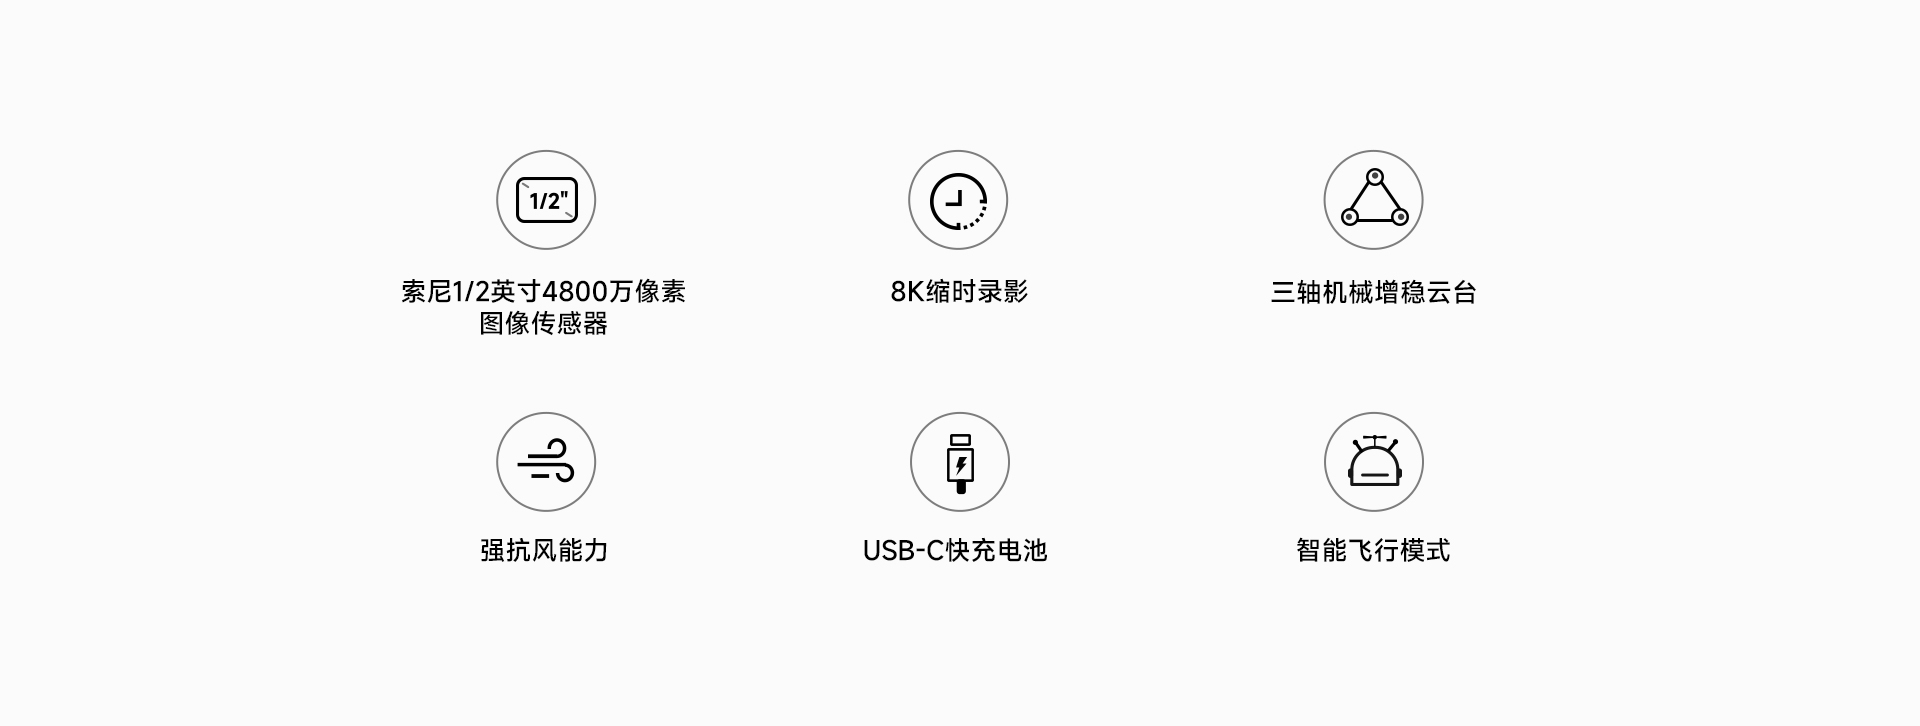 1/2"
索尼1/2英寸4800万像素
图像传感器
8K缩时录影
三轴机械增稳云台
强抗风能力
USB-C快充电池
智能飞行模式